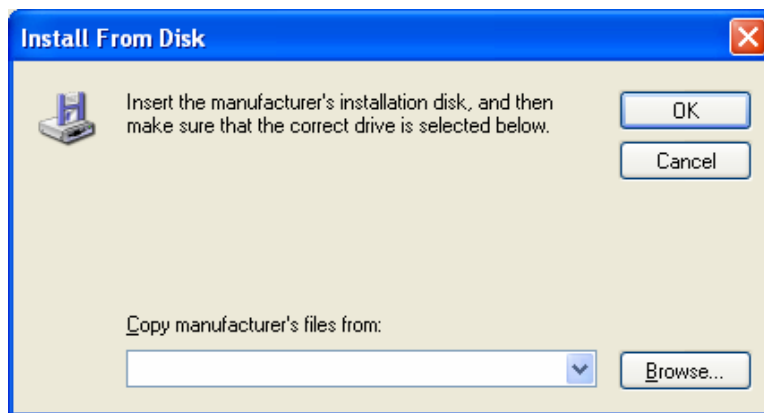 Install From Disk
Insert the manufacturer's installation disk, and then
make sure that the correct drive is selected below.
OK
Cancel
Copy manufacturer's files from:
Browse...